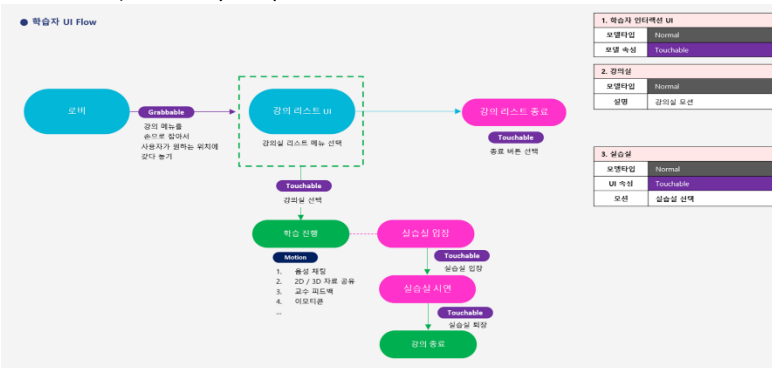 학습자 UI Flow
로비
Grabbable
강의 메뉴를
손으로 잡아서
사용자가 원하는 위치에
갖다 놓기
강의 리스트 UI
강의실 리스트 메뉴 선택
강의 리스트 종료
Touchable
종료 버튼 선택
Touchable
강의실 선택
학습 진행
Motion
1. 음성 채팅
2. 2D / 3D 자료 공유
3. 교수 피드백
4. 이모티콘
...
실습실 입장
Touchable
실습실 입장
실습실 시연
Touchable
실습실 퇴장
강의 종료
1. 학습자 인터랙션 UI
모델타입 Normal
모델 속성 Touchable
2. 강의실
모델타입 Normal
설명 강의실 모션
3. 실습실
모델타입 Normal
UI 속성 Touchable
모션 실습실 선택